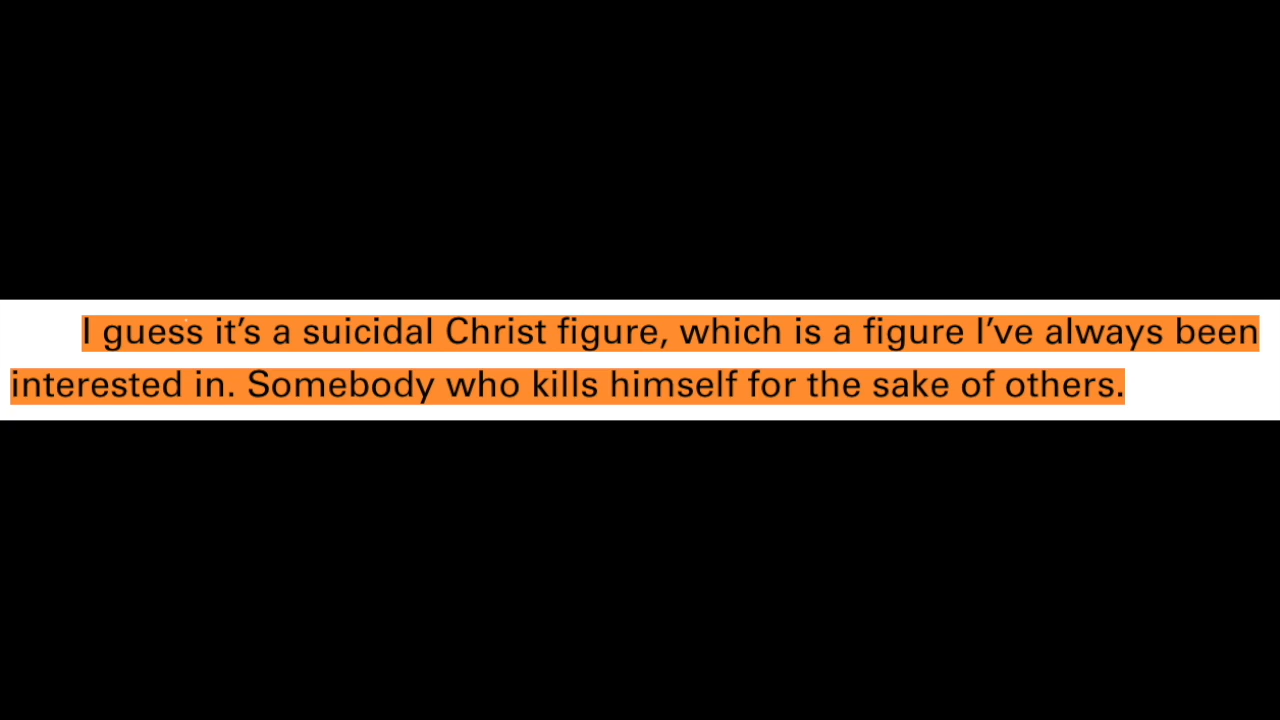 I guess it’s a suicidal Christ figure, which is a figure I’ve always been
interested in. Somebody who kills himself for the sake of others.